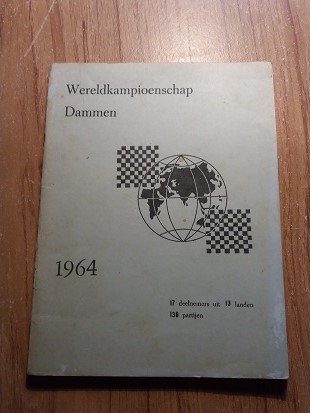 Wereldkampioenschap
Dammen
1964
17 deelnemers uit 13 landen
136 partijen